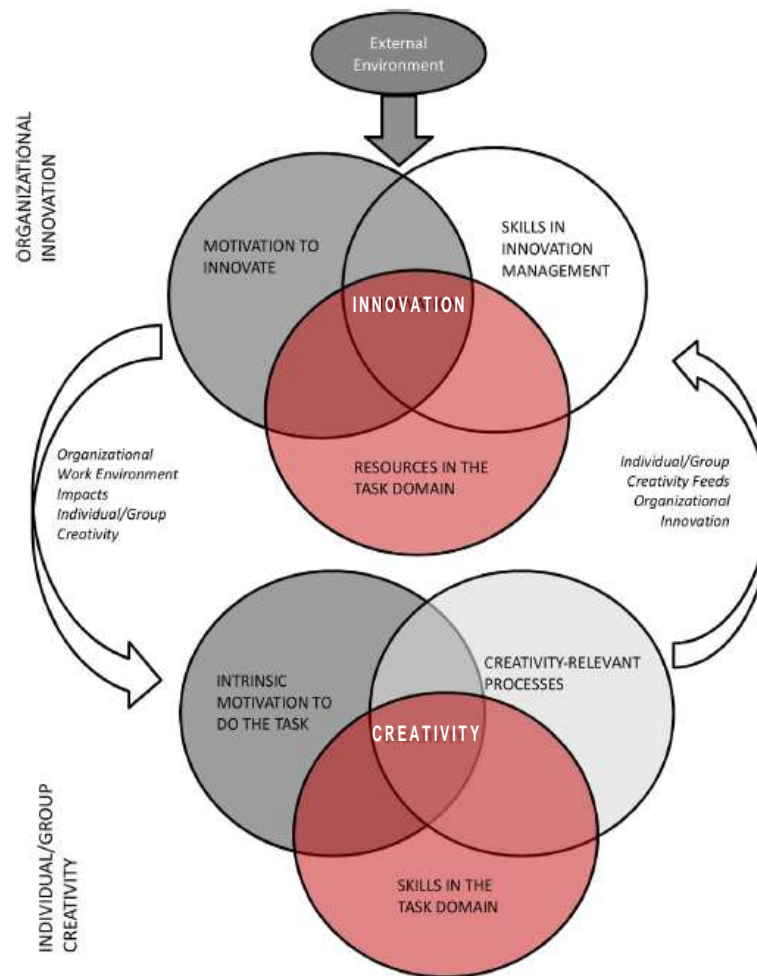 External
Environment
ORGANIZATIONAL
INNOVATION
MOTIVATION TO
INNOVATE
SKILLS IN
INNOVATION
MANAGEMENT
INNOVATION
RESOURCES IN THE
TASK DOMAIN
Organizational
Work Environment
Impacts
Individual/Group
Creativity
Individual/Group
Creativity Feeds
Organizational
Innovation
INTRINSIC
MOTIVATION TO
DO THE TASK
CREATIVITY-RELEVANT
PROCESSES
CREATIVITY
SKILLS IN THE
TASK DOMAIN
INDIVIDUAL/GROUP
CREATIVITY